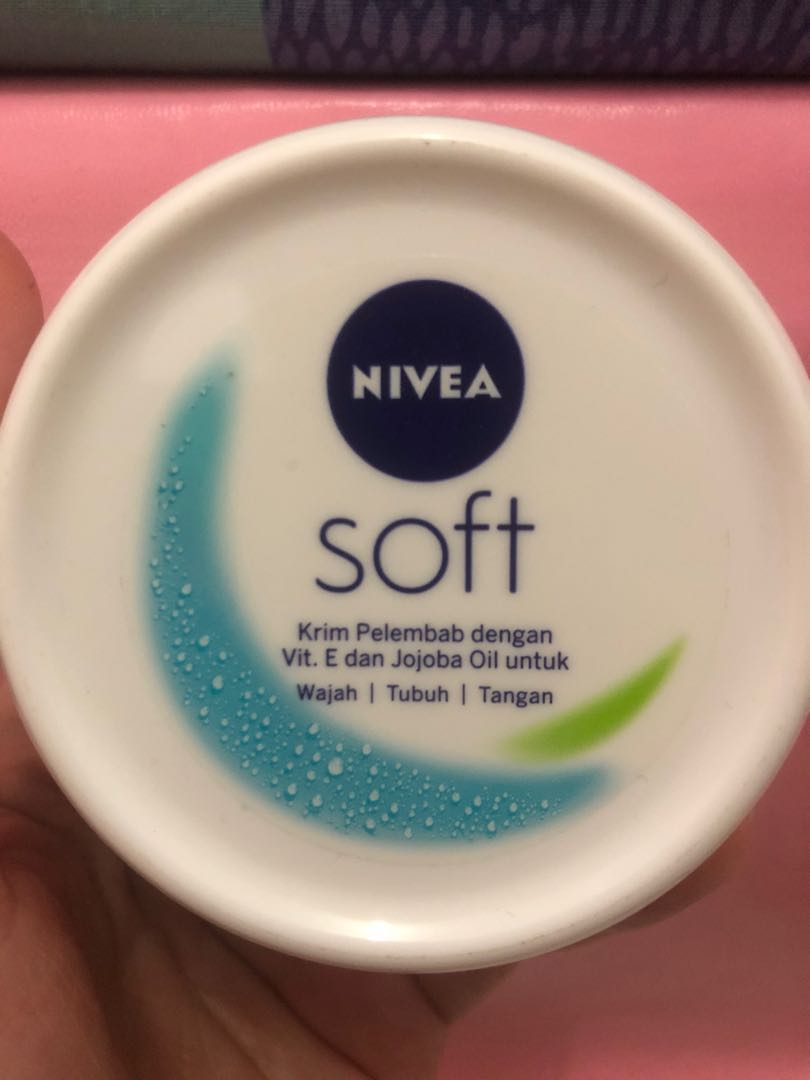 NIVEA
soft
Krim Pelembab dengan
Vit. E dan Jojoba Oil untuk
Wajah | Tubuh | Tangan